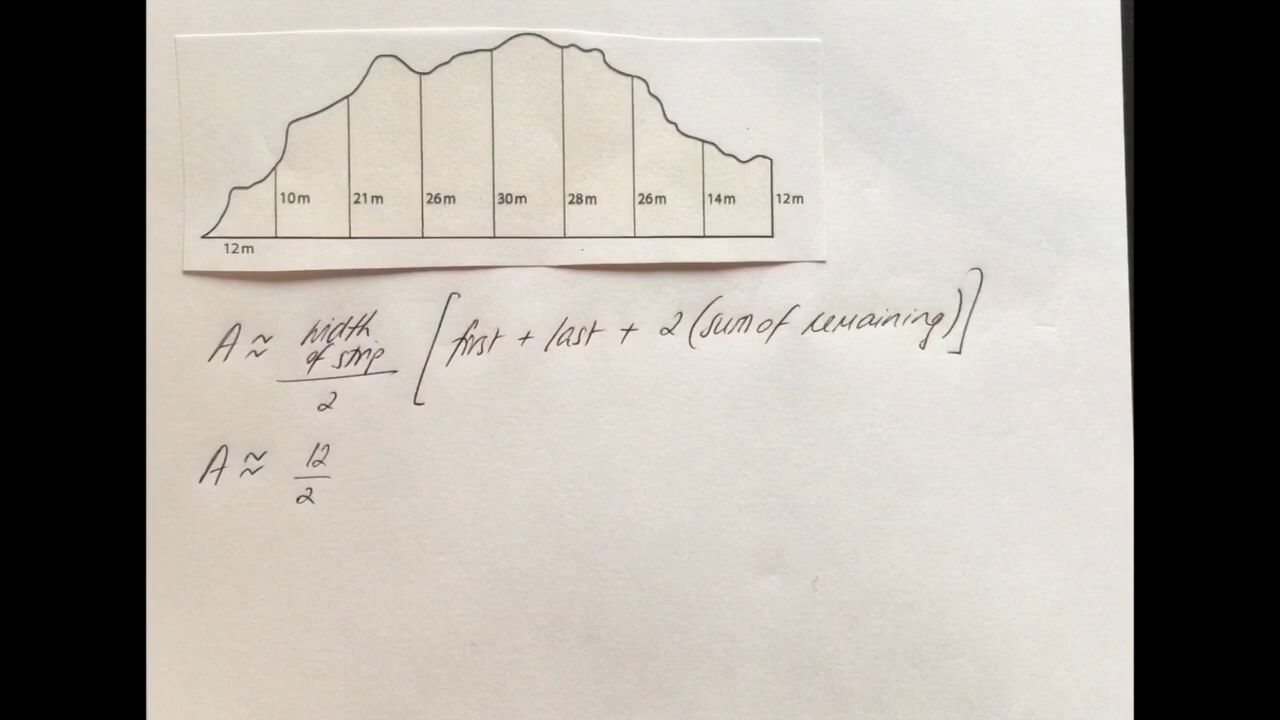 10m 21m 26m 30m 28m 26m 14m 12m
12m
A ≈ width of strip / 2 [first + last + 2 (sum of remaining)]
A ≈ 12 / 2